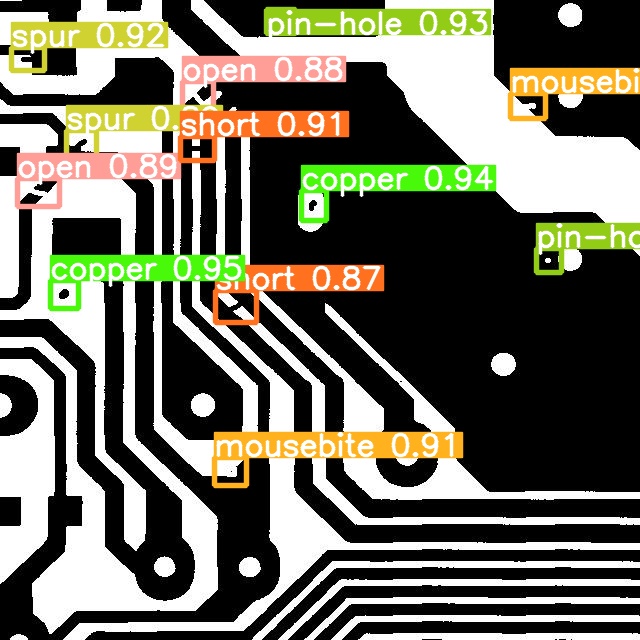 pin-hole 0.93
spur 0.92
open 0.88
mousebi
spur 0.
short 0.91
open 0.89
copper 0.94
pin-ho
copper 0.95
short 0.87
mousebite 0.91